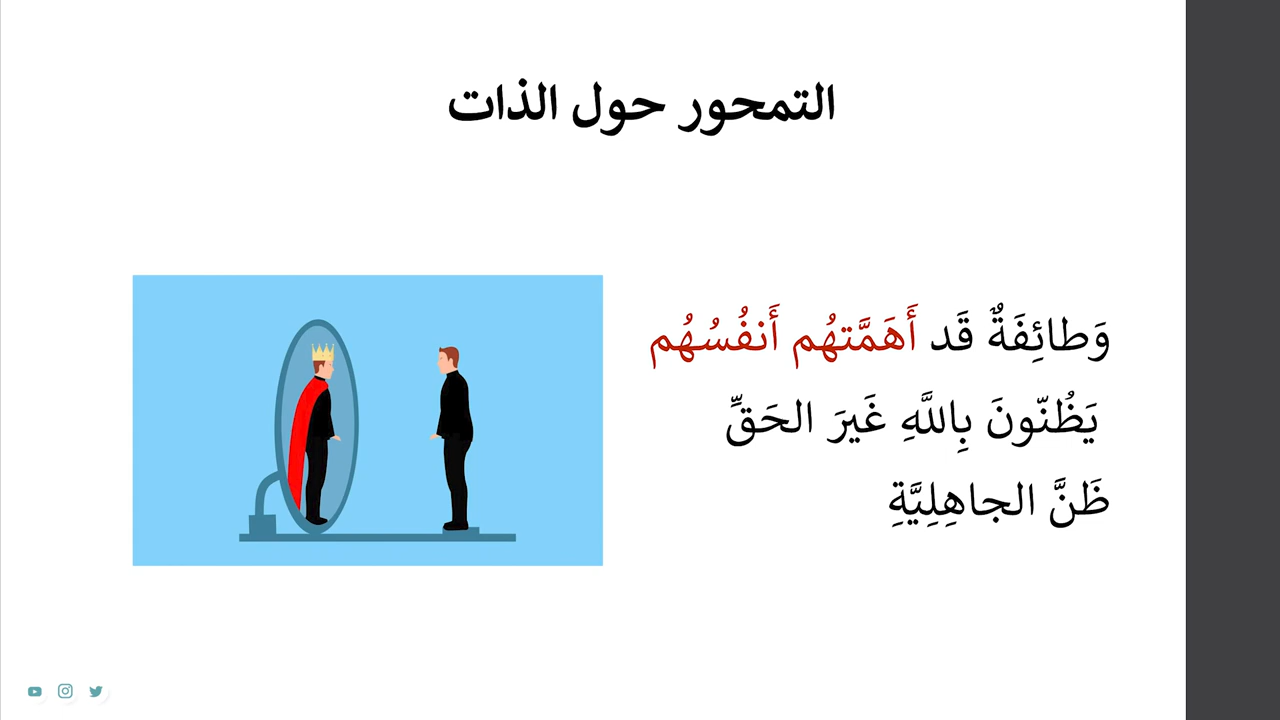 التمحور حول الذات
وَطائِفَةٌ قَد أَهَمَّتهُم أَنفُسُهُم
يَظُنّونَ بِاللَّهِ غَيرَ الحَقِّ
ظَنَّ الجاهِلِيَّةِ